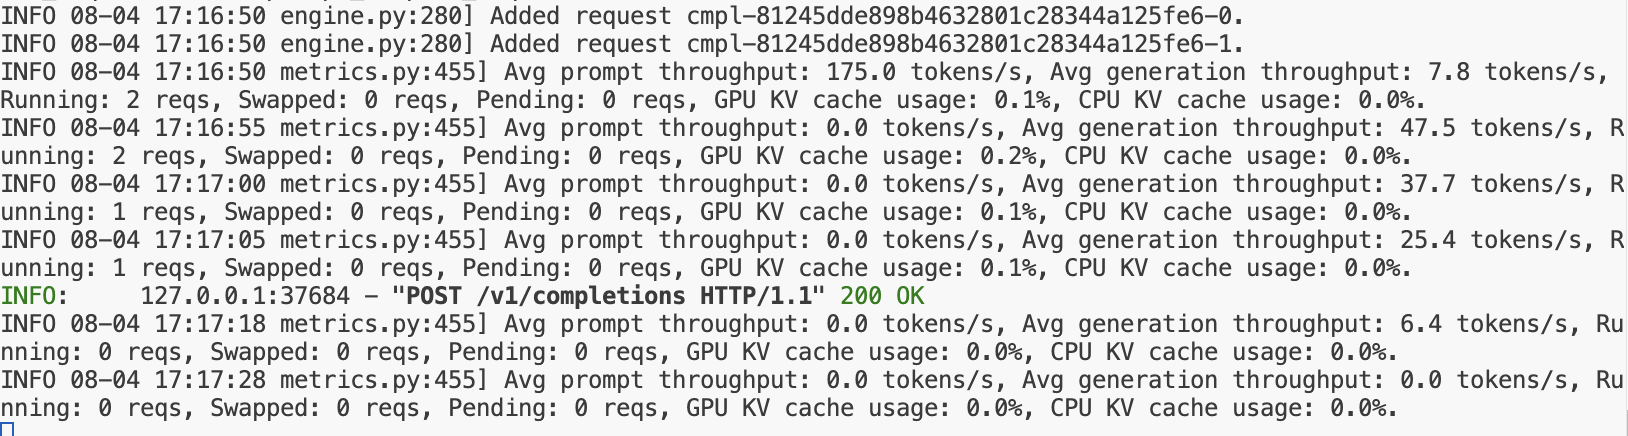 INFO 08-04 17:16:50 engine.py:280] Added request cmpl-81245dde898b4632801c28344a125fe6-0.
INFO 08-04 17:16:50 engine.py:280] Added request cmpl-81245dde898b4632801c28344a125fe6-1.
INFO 08-04 17:16:50 metrics.py:455] Avg prompt throughput: 175.0 tokens/s, Avg generation throughput: 7.8 tokens/s,
Running: 2 reqs, Swapped: 0 reqs, Pending: 0 reqs, GPU KV cache usage: 0.1%, CPU KV cache usage: 0.0%.
INFO 08-04 17:16:55 metrics.py:455] Avg prompt throughput: 0.0 tokens/s, Avg generation throughput: 47.5 tokens/s, R
unning: 2 reqs, Swapped: 0 reqs, Pending: 0 reqs, GPU KV cache usage: 0.2%, CPU KV cache usage: 0.0%.
INFO 08-04 17:17:00 metrics.py:455] Avg prompt throughput: 0.0 tokens/s, Avg generation throughput: 37.7 tokens/s, R
unning: 1 reqs, Swapped: 0 reqs, Pending: 0 reqs, GPU KV cache usage: 0.1%, CPU KV cache usage: 0.0%.
INFO 08-04 17:17:05 metrics.py:455] Avg prompt throughput: 0.0 tokens/s, Avg generation throughput: 25.4 tokens/s, R
unning: 1 reqs, Swapped: 0 reqs, Pending: 0 reqs, GPU KV cache usage: 0.1%, CPU KV cache usage: 0.0%.
INFO:     127.0.0.1:37684 - "POST /v1/completions HTTP/1.1" 200 OK
INFO 08-04 17:17:18 metrics.py:455] Avg prompt throughput: 0.0 tokens/s, Avg generation throughput: 6.4 tokens/s, Ru
nning: 0 reqs, Swapped: 0 reqs, Pending: 0 reqs, GPU KV cache usage: 0.0%, CPU KV cache usage: 0.0%.
INFO 08-04 17:17:28 metrics.py:455] Avg prompt throughput: 0.0 tokens/s, Avg generation throughput: 0.0 tokens/s, Ru
nning: 0 reqs, Swapped: 0 reqs, Pending: 0 reqs, GPU KV cache usage: 0.0%, CPU KV cache usage: 0.0%.